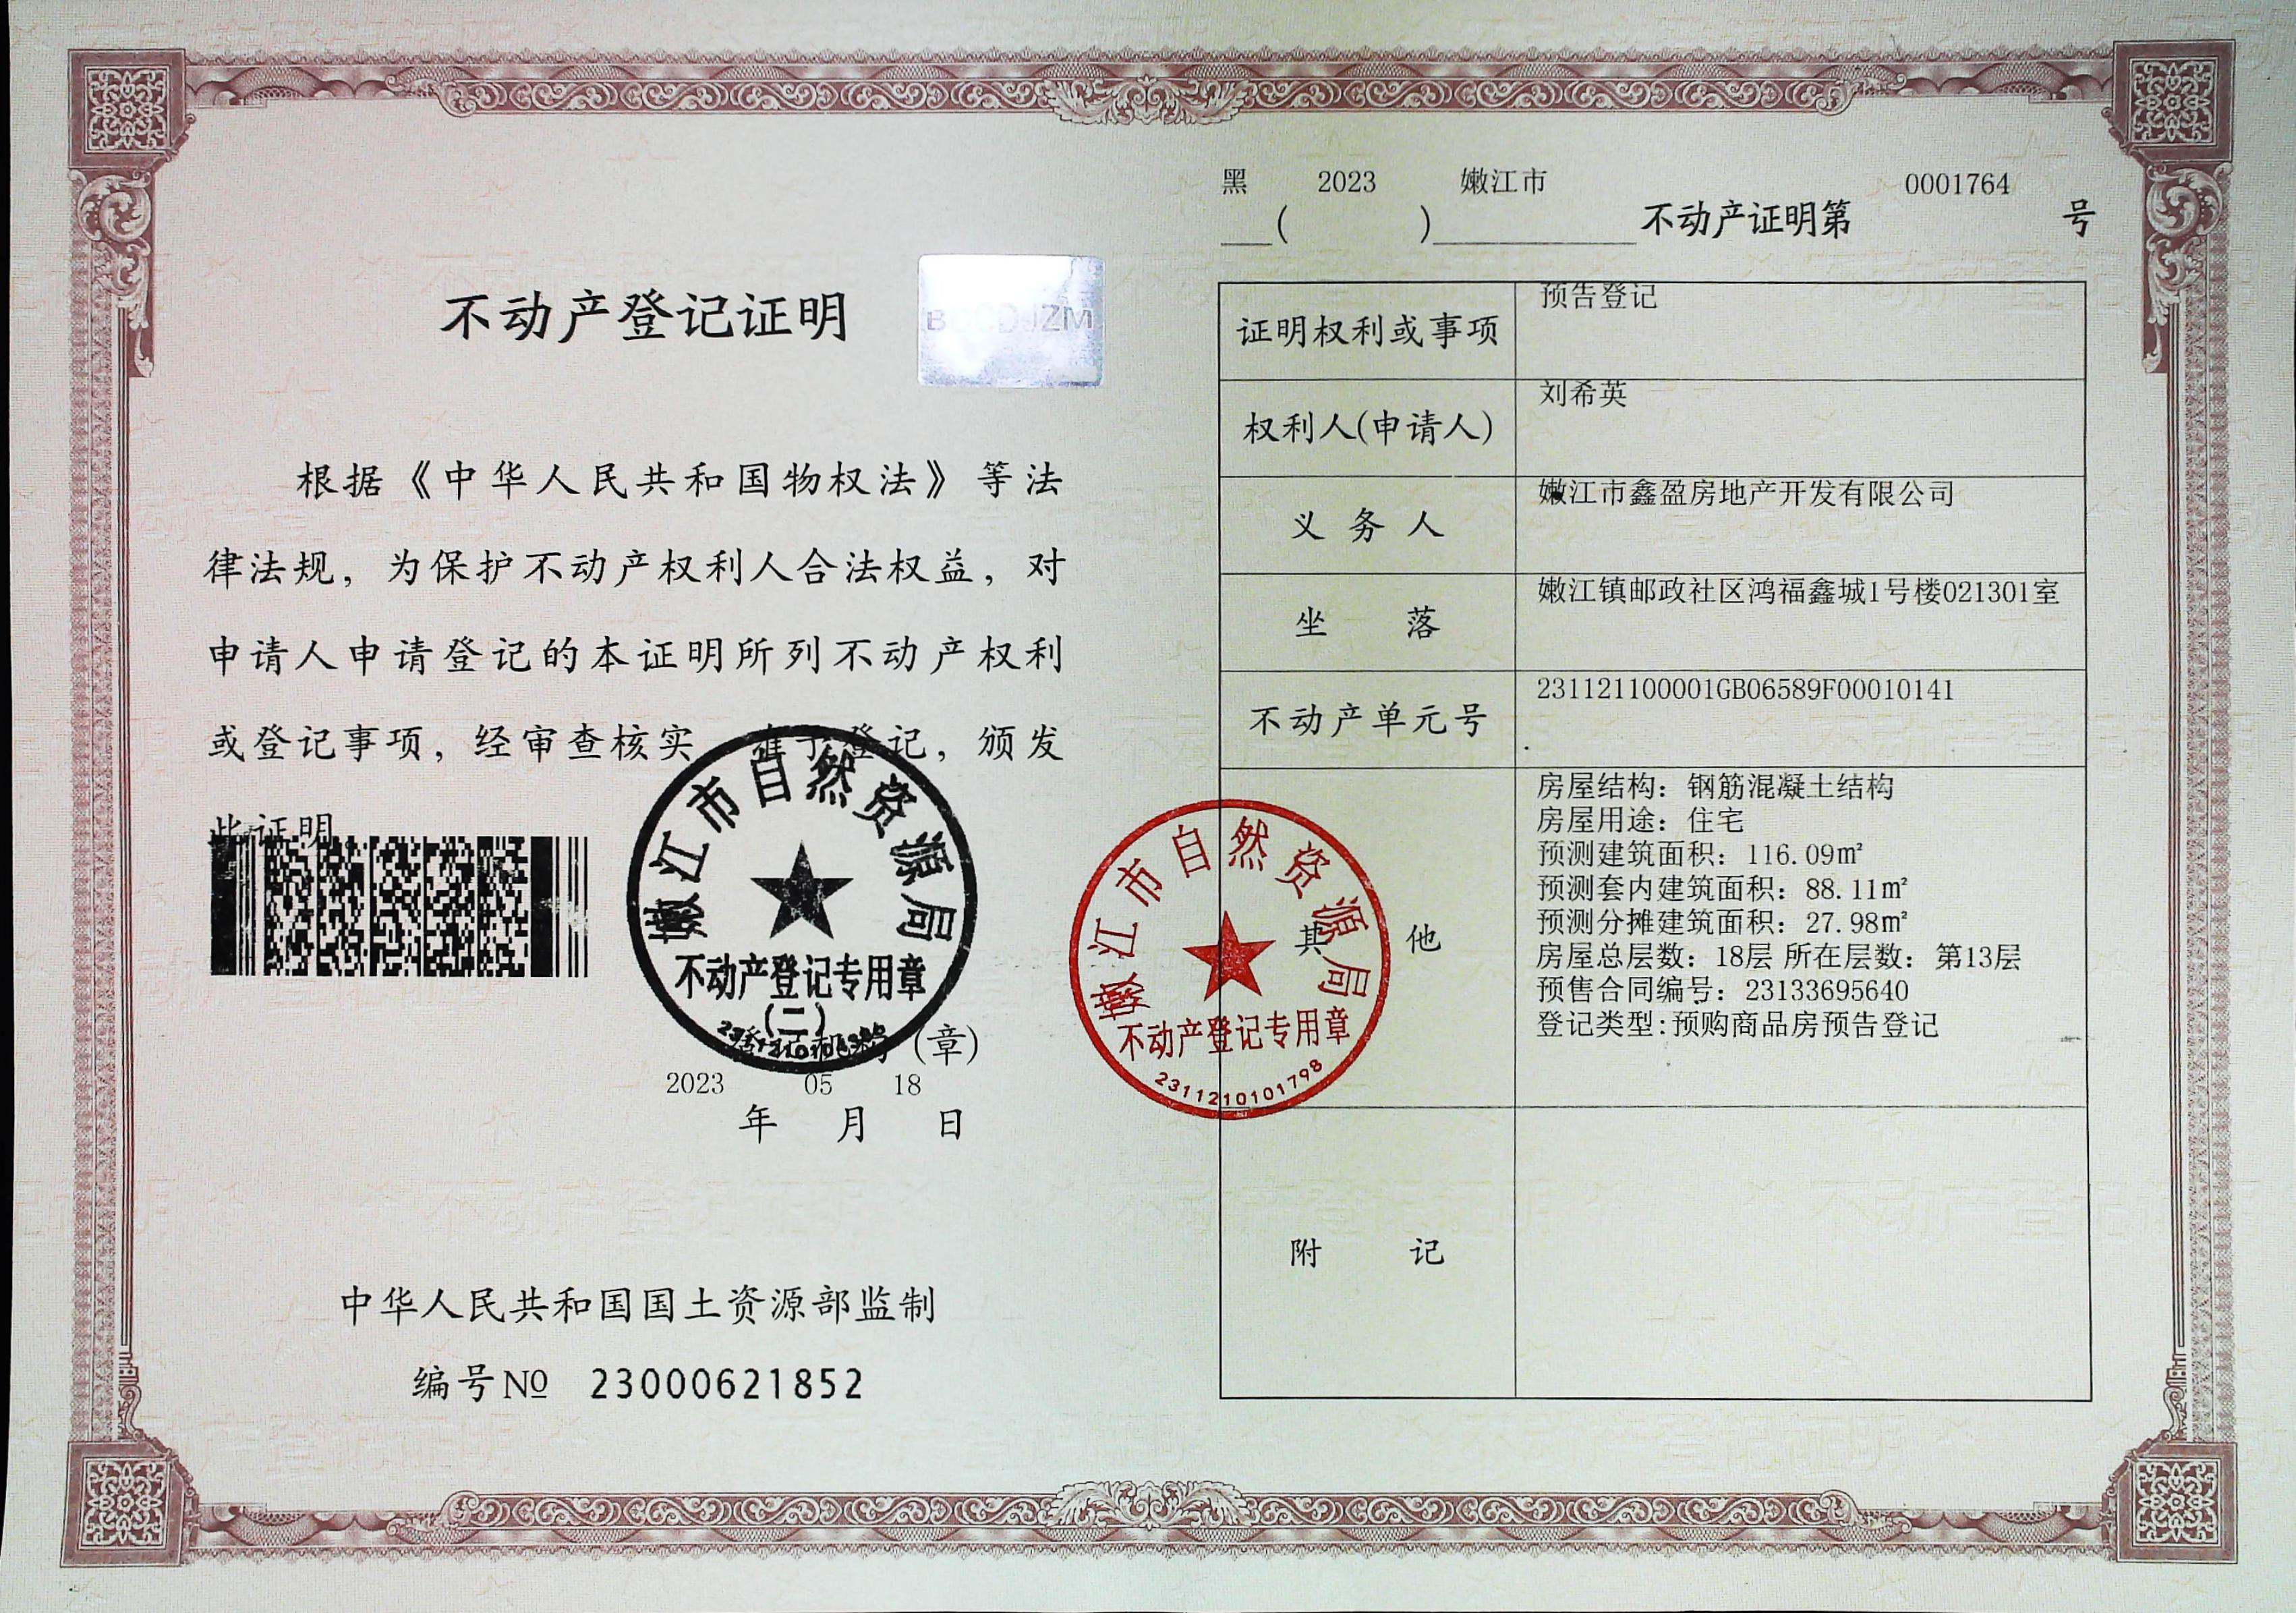 不动产登记证明
根据《中华人民共和国物权法》等法
律法规，为保护不动产权利人合法权益，对
申请人申请登记的本证明所列不动产权利
或登记事项，经审查核实，准予登记，颁发
此证明
嫩江市自然资源局
不动产登记专用章
(二)
(章)
2023 05 18
年 月 日
中华人民共和国国土资源部监制
编号№ 23000621852
黑 2023 嫩江市 0001764
( ) 不动产证明第 号
证明权利或事项 预告登记
权利人(申请人) 刘希英
义务人 嫩江市鑫盈房地产开发有限公司
坐落 嫩江镇邮政社区鸿福鑫城1号楼021301室
不动产单元号 231121100001GB06589F00010141
其他
房屋结构：钢筋混凝土结构
房屋用途：住宅
预测建筑面积：116.09㎡
预测套内建筑面积：88.11㎡
预测分摊建筑面积：27.98㎡
房屋总层数：18层 所在层数：第13层
预售合同编号：23133695640
登记类型:预购商品房预告登记
嫩江市自然资源局
不动产登记专用章
2311210101798
附记